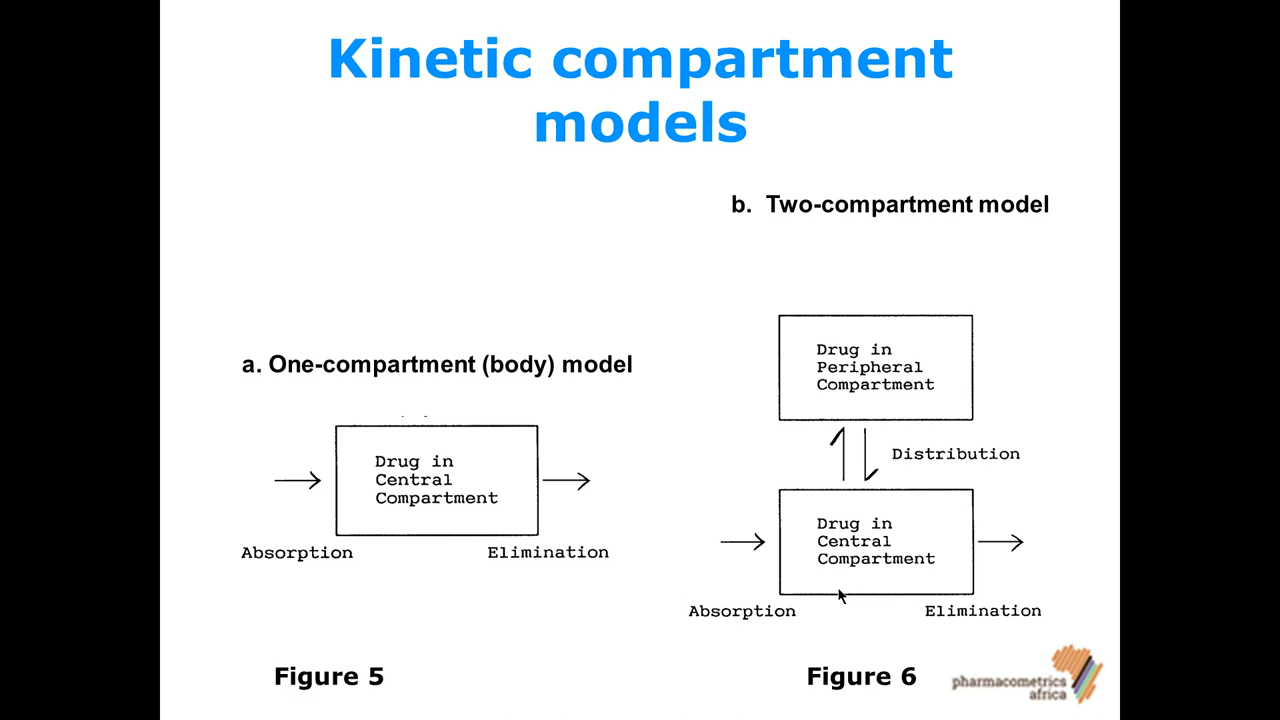 Kinetic compartment
models
b. Two-compartment model
a. One-compartment (body) model
Drug in
Central
Compartment
Absorption
Elimination
Figure 5
Drug in
Peripheral
Compartment
Distribution
Drug in
Central
Compartment
Absorption
Elimination
Figure 6
pharmacometrics
africa